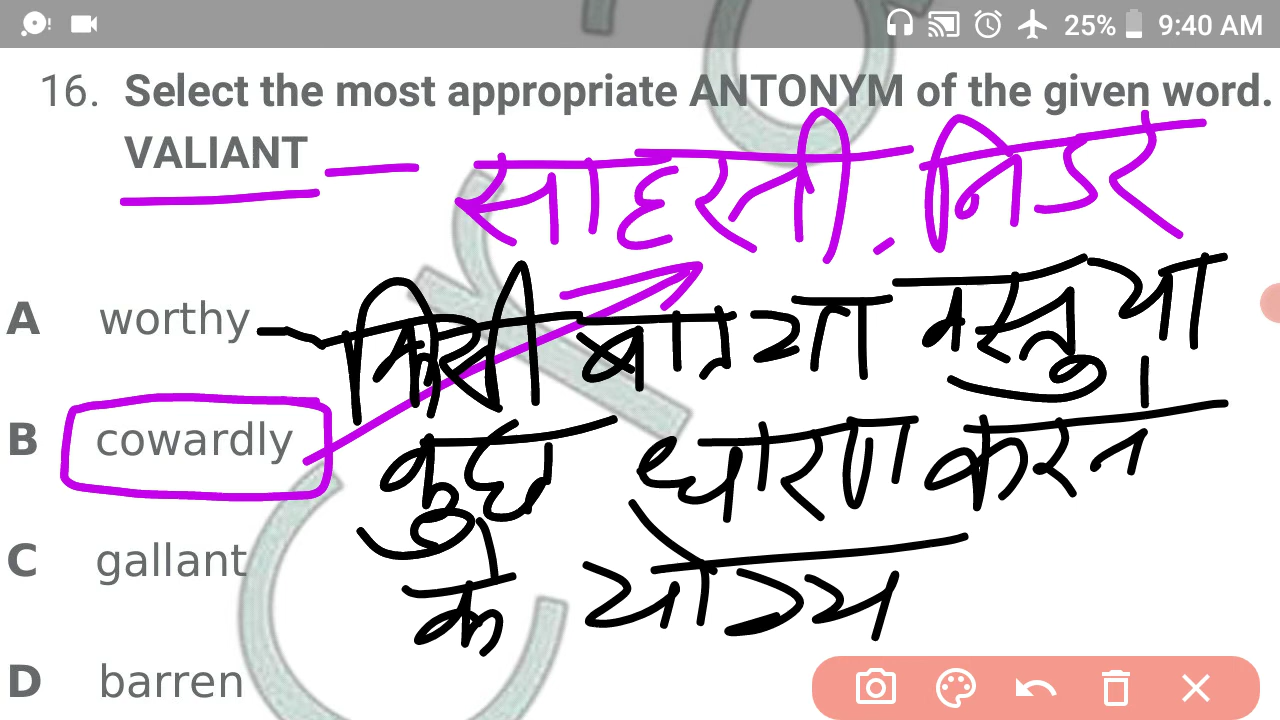 25% 9:40 AM
16. Select the most appropriate ANTONYM of the given word.
VALIANT — साहसी. निडर
A worthy — किसी बात या वस्तु या
B cowardly कुछ धारण करन
C gallant के योग्य
D barren